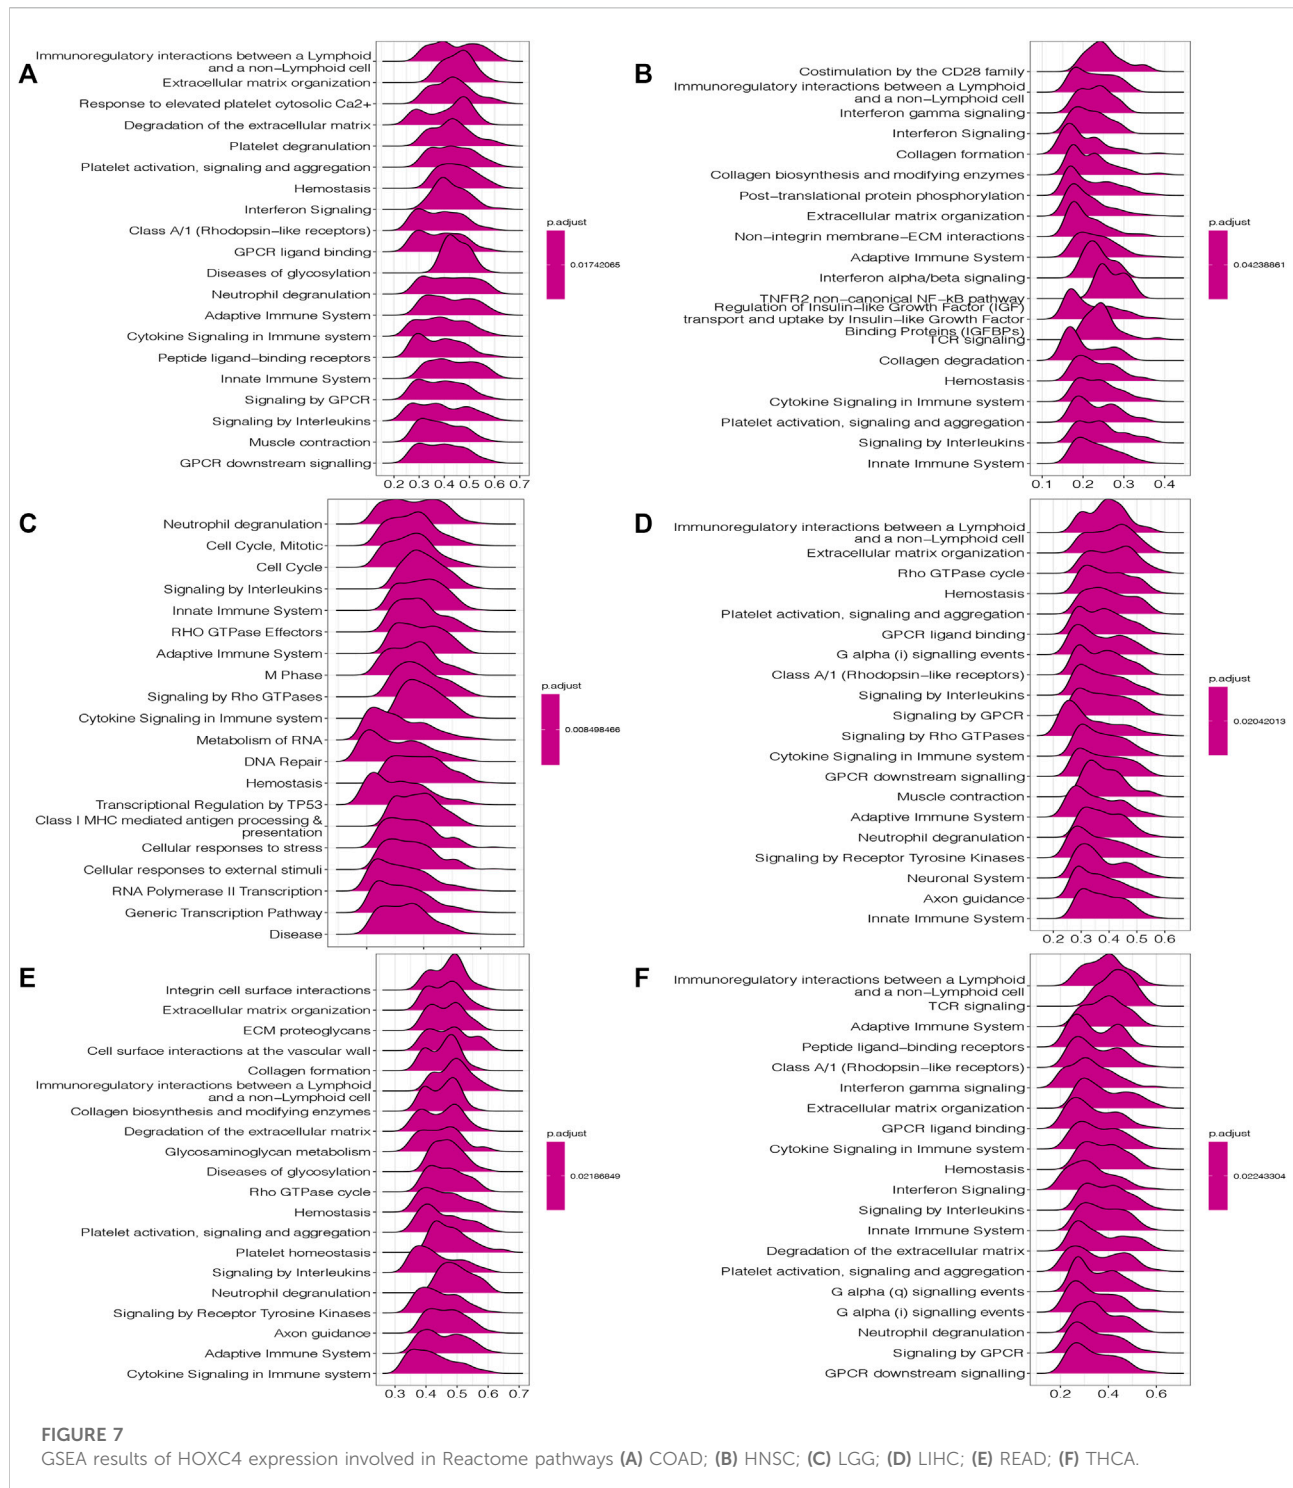 A
Immunoregulatory interactions between a Lymphoid
and a non−Lymphoid cell
Extracellular matrix organization
Response to elevated platelet cytosolic Ca2+
Degradation of the extracellular matrix
Platelet degranulation
Platelet activation, signaling and aggregation
Hemostasis
Interferon Signaling
Class A/1 (Rhodopsin−like receptors)
GPCR ligand binding
Diseases of glycosylation
Neutrophil degranulation
Adaptive Immune System
Cytokine Signaling in Immune system
Peptide ligand−binding receptors
Innate Immune System
Signaling by GPCR
Signaling by Interleukins
Muscle contraction
GPCR downstream signalling
0.2 0.3 0.4 0.5 0.6 0.7
p.adjust
0.01742065
B
Costimulation by the CD28 family
Immunoregulatory interactions between a Lymphoid
and a non−Lymphoid cell
Interferon gamma signaling
Interferon Signaling
Collagen formation
Collagen biosynthesis and modifying enzymes
Post−translational protein phosphorylation
Extracellular matrix organization
Non−integrin membrane−ECM interactions
Adaptive Immune System
Interferon alpha/beta signaling
TNFR2 non−canonical NF−kB pathway
Regulation of Insulin−like Growth Factor (IGF)
transport and uptake by Insulin−like Growth Factor
Binding Proteins (IGFBPs)
TCR signaling
Collagen degradation
Hemostasis
Cytokine Signaling in Immune system
Platelet activation, signaling and aggregation
Signaling by Interleukins
Innate Immune System
0.1 0.2 0.3 0.4
p.adjust
0.04238861
C
Neutrophil degranulation
Cell Cycle, Mitotic
Cell Cycle
Signaling by Interleukins
Innate Immune System
RHO GTPase Effectors
Adaptive Immune System
M Phase
Signaling by Rho GTPases
Cytokine Signaling in Immune system
Metabolism of RNA
DNA Repair
Hemostasis
Transcriptional Regulation by TP53
Class I MHC mediated antigen processing &
presentation
Cellular responses to stress
Cellular responses to external stimuli
RNA Polymerase II Transcription
Generic Transcription Pathway
Disease
p.adjust
0.008498466
D
Immunoregulatory interactions between a Lymphoid
and a non−Lymphoid cell
Extracellular matrix organization
Rho GTPase cycle
Hemostasis
Platelet activation, signaling and aggregation
GPCR ligand binding
G alpha (i) signalling events
Class A/1 (Rhodopsin−like receptors)
Signaling by Interleukins
Signaling by GPCR
Signaling by Rho GTPases
Cytokine Signaling in Immune system
GPCR downstream signalling
Muscle contraction
Adaptive Immune System
Neutrophil degranulation
Signaling by Receptor Tyrosine Kinases
Neuronal System
Axon guidance
Innate Immune System
0.2 0.3 0.4 0.5 0.6
p.adjust
0.02042013
E
Integrin cell surface interactions
Extracellular matrix organization
ECM proteoglycans
Cell surface interactions at the vascular wall
Collagen formation
Immunoregulatory interactions between a Lymphoid
and a non−Lymphoid cell
Collagen biosynthesis and modifying enzymes
Degradation of the extracellular matrix
Glycosaminoglycan metabolism
Diseases of glycosylation
Rho GTPase cycle
Hemostasis
Platelet activation, signaling and aggregation
Platelet homeostasis
Signaling by Interleukins
Neutrophil degranulation
Signaling by Receptor Tyrosine Kinases
Axon guidance
Adaptive Immune System
Cytokine Signaling in Immune system
0.3 0.4 0.5 0.6 0.7
p.adjust
0.02186849
F
Immunoregulatory interactions between a Lymphoid
and a non−Lymphoid cell
TCR signaling
Adaptive Immune System
Peptide ligand−binding receptors
Class A/1 (Rhodopsin−like receptors)
Interferon gamma signaling
Extracellular matrix organization
GPCR ligand binding
Cytokine Signaling in Immune system
Hemostasis
Interferon Signaling
Signaling by Interleukins
Innate Immune System
Degradation of the extracellular matrix
Platelet activation, signaling and aggregation
G alpha (q) signalling events
G alpha (i) signalling events
Neutrophil degranulation
Signaling by GPCR
GPCR downstream signalling
0.2 0.4 0.6
p.adjust
0.02243304
FIGURE 7
GSEA results of HOXC4 expression involved in Reactome pathways (A) COAD; (B) HNSC; (C) LGG; (D) LIHC; (E) READ; (F) THCA.